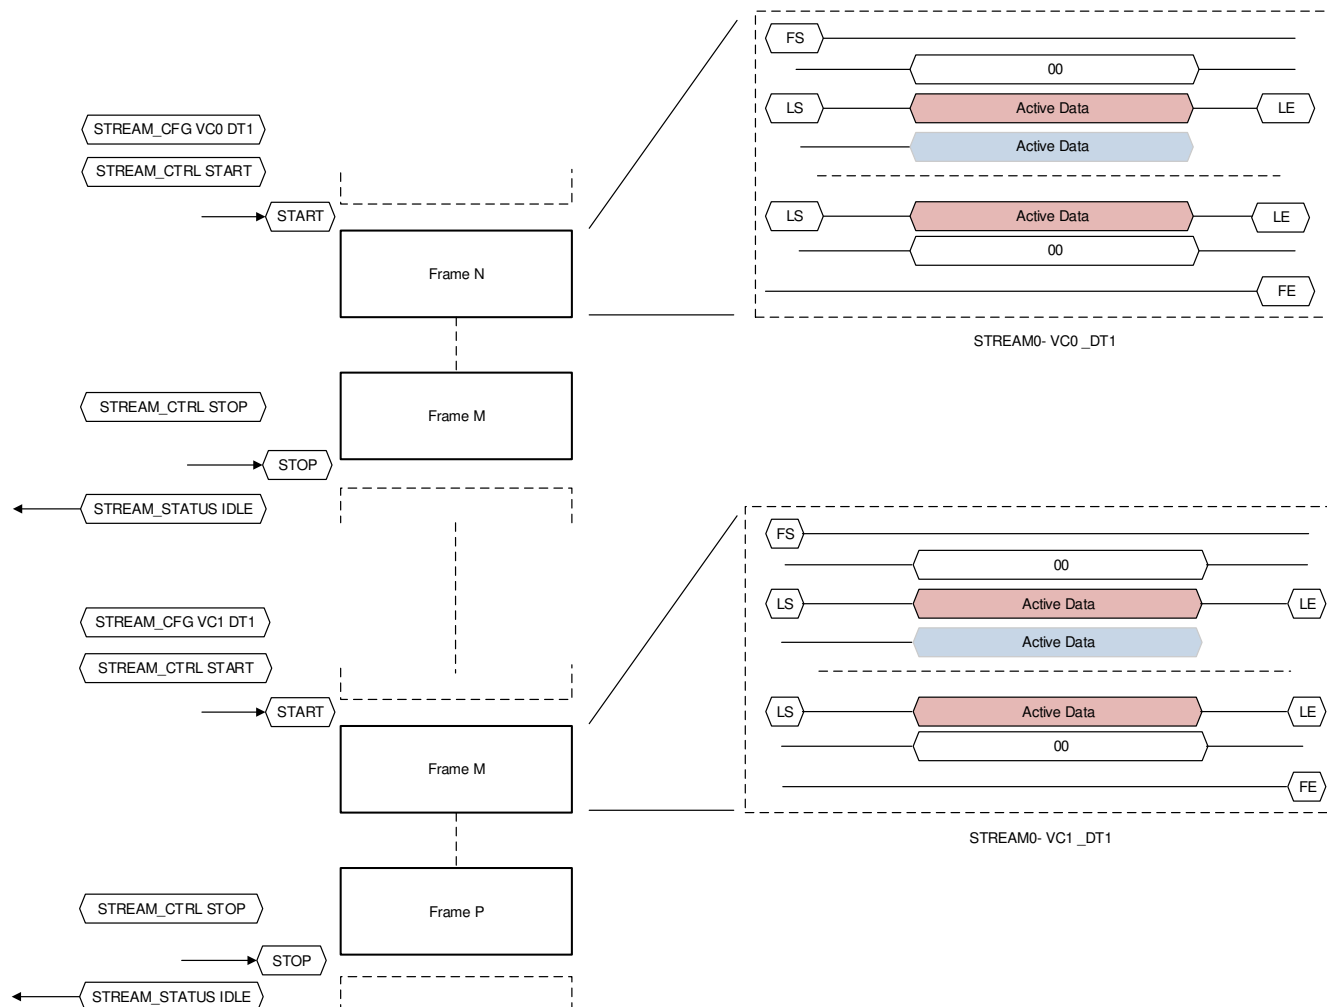 FS
00
LS Active Data LE
Active Data
LS Active Data LE
00
FE
STREAM0- VC0 _DT1
STREAM_CFG VC0 DT1
STREAM_CTRL START
START
Frame N
STREAM_CTRL STOP
Frame M
STOP
STREAM_STATUS IDLE
FS
00
LS Active Data LE
Active Data
LS Active Data LE
00
FE
STREAM0- VC1 _DT1
STREAM_CFG VC1 DT1
STREAM_CTRL START
START
Frame M
STREAM_CTRL STOP
Frame P
STOP
STREAM_STATUS IDLE